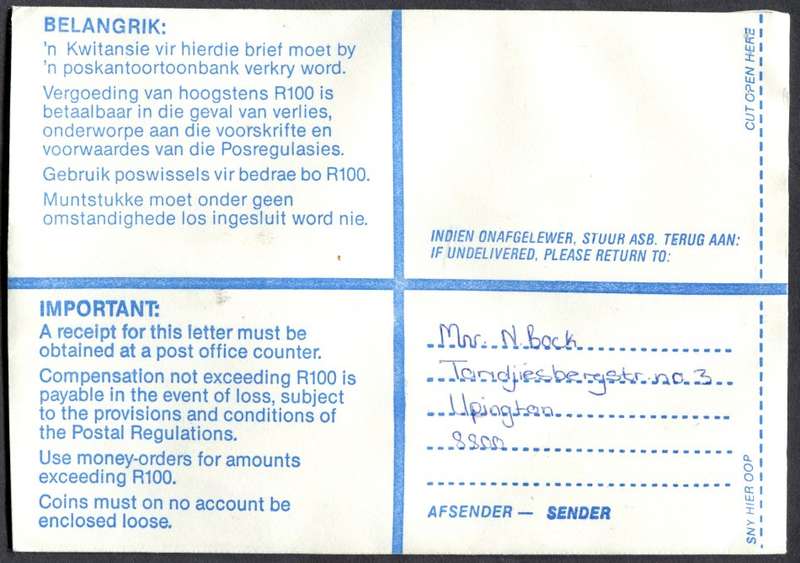 BELANGRIK:
'n Kwitansie vir hierdie brief moet by
'n poskantoortoonbank verkry word.
Vergoeding van hoogstens R100 is
betaalbaar in die geval van verlies,
onderworpe aan die voorskrifte en
voorwaardes van die Posregulasies.
Gebruik poswissels vir bedrae bo R100.
Muntstukke moet onder geen
omstandighede los ingesluit word nie.
CUT OPEN HERE
INDIEN ONAFGELEWER, STUUR ASB. TERUG AAN:
IF UNDELIVERED, PLEASE RETURN TO:
IMPORTANT:
A receipt for this letter must be
obtained at a post office counter.
Compensation not exceeding R100 is
payable in the event of loss, subject
to the provisions and conditions of
the Postal Regulations.
Use money-orders for amounts
exceeding R100.
Coins must on no account be
enclosed loose.
Mnr. N. Bock
Tandjiesbergstr. no. 3
Upington
8800
AFSENDER — SENDER
SNY HIER OOP